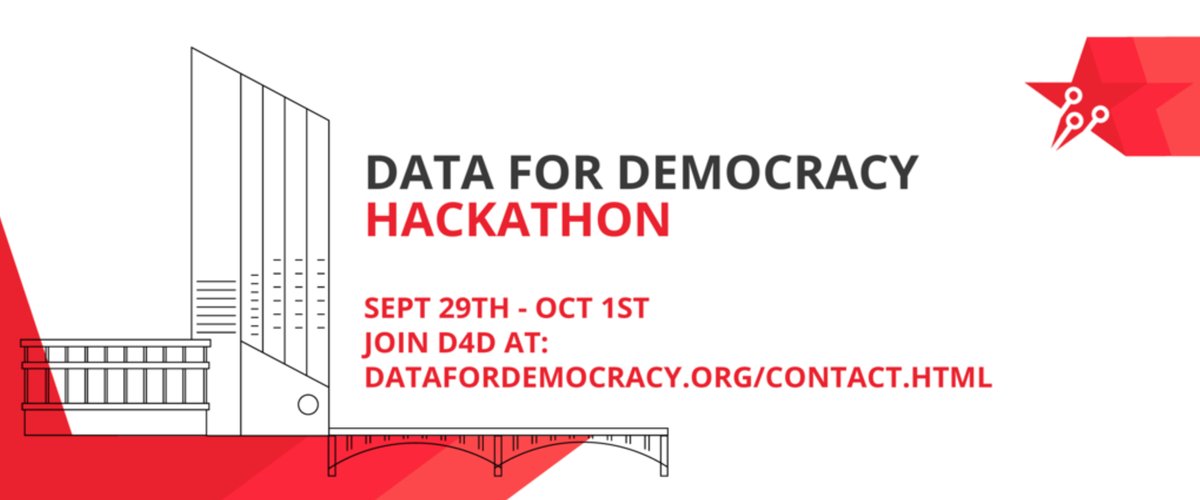 DATA FOR DEMOCRACY
HACKATHON
SEPT 29TH - OCT 1ST
JOIN D4D AT:
DATAFORDEMOCRACY.ORG/CONTACT.HTML